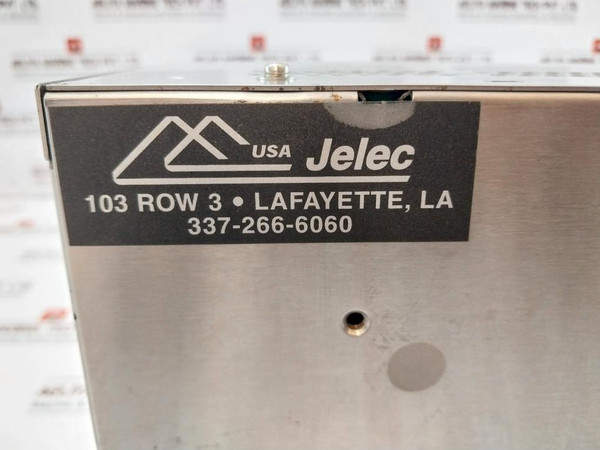 USA Jelec
103 ROW 3 • LAFAYETTE, LA
337-266-6060